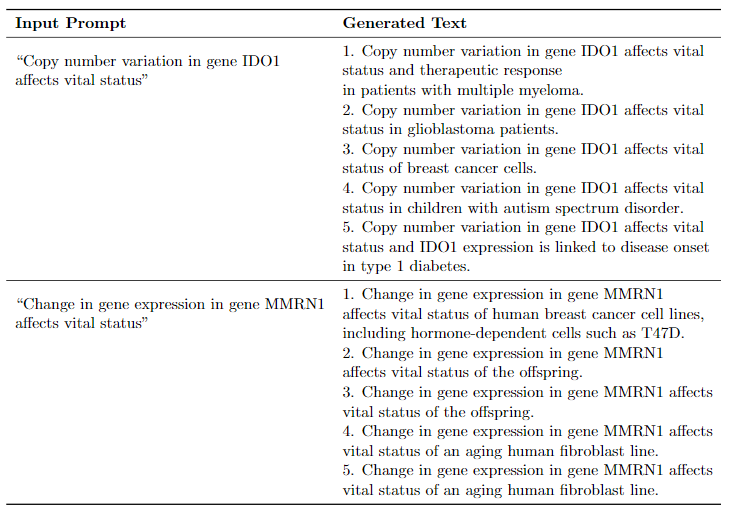 Input Prompt
Generated Text
“Copy number variation in gene IDO1
affects vital status”
1. Copy number variation in gene IDO1 affects vital
status and therapeutic response
in patients with multiple myeloma.
2. Copy number variation in gene IDO1 affects vital
status in glioblastoma patients.
3. Copy number variation in gene IDO1 affects vital
status of breast cancer cells.
4. Copy number variation in gene IDO1 affects vital
status in children with autism spectrum disorder.
5. Copy number variation in gene IDO1 affects vital
status and IDO1 expression is linked to disease onset
in type 1 diabetes.
“Change in gene expression in gene MMRN1
affects vital status”
1. Change in gene expression in gene MMRN1
affects vital status of human breast cancer cell lines,
including hormone-dependent cells such as T47D.
2. Change in gene expression in gene MMRN1
affects vital status of the offspring.
3. Change in gene expression in gene MMRN1 affects
vital status of the offspring.
4. Change in gene expression in gene MMRN1 affects
vital status of an aging human fibroblast line.
5. Change in gene expression in gene MMRN1 affects
vital status of an aging human fibroblast line.